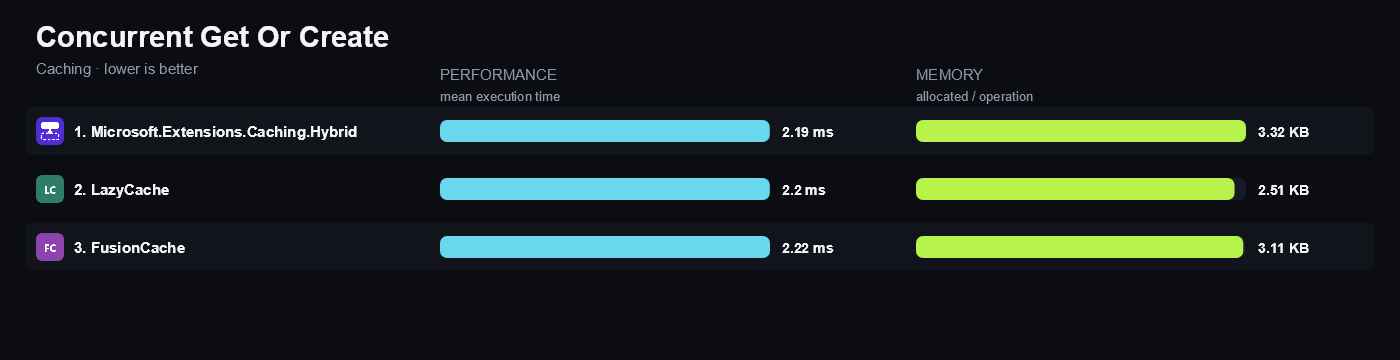 Concurrent Get Or Create
Caching · lower is better
PERFORMANCE
mean execution time
MEMORY
allocated / operation
1. Microsoft.Extensions.Caching.Hybrid
2.19 ms
3.32 KB
LC
2. LazyCache
2.2 ms
2.51 KB
FC
3. FusionCache
2.22 ms
3.11 KB